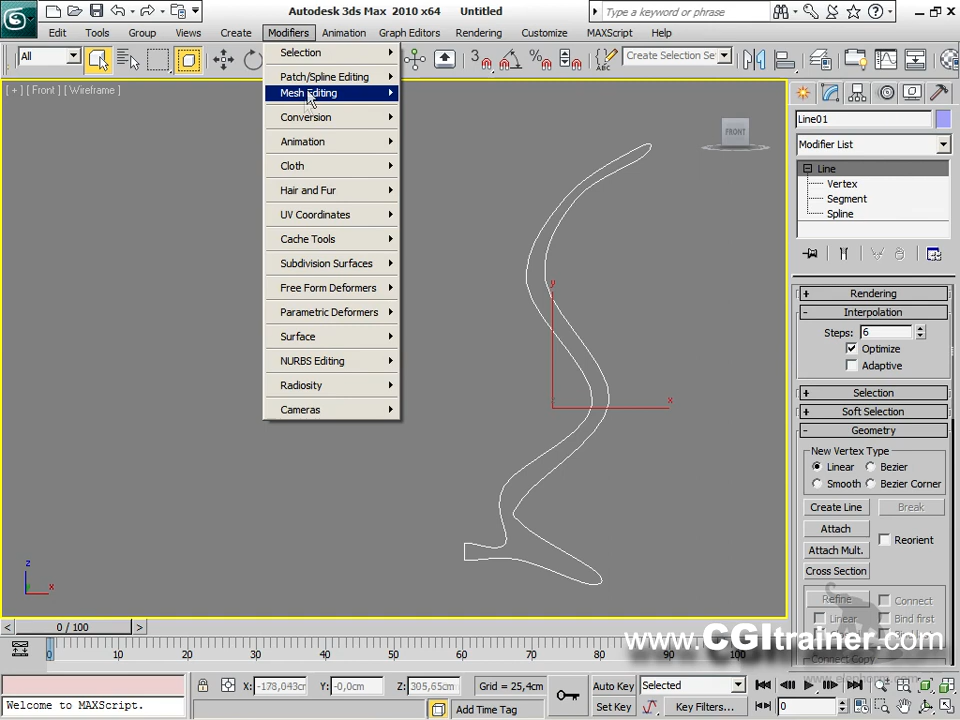 Autodesk 3ds Max 2010 x64 Untitled
Type a keyword or phrase
Edit Tools Group Views Create Modifiers Animation Graph Editors Rendering Customize MAXScript Help
All
3
Create Selection Se
[ + ] [ Front ] [ Wireframe ]
Selection
Patch/Spline Editing
Mesh Editing
Conversion
Animation
Cloth
Hair and Fur
UV Coordinates
Cache Tools
Subdivision Surfaces
Free Form Deformers
Parametric Deformers
Surface
NURBS Editing
Radiosity
Cameras
FRONT
y
x
z
x
Line01
Modifier List
Line
Vertex
Segment
Spline
+ Rendering
- Interpolation
Steps: 6
Optimize
Adaptive
+ Selection
+ Soft Selection
- Geometry
New Vertex Type
Linear Bezier
Smooth Bezier Corner
Create Line Break
Attach Reorient
Attach Mult.
Cross Section
Refine Connect
Linear Bind first
Connect Copy
< 0 / 100 >
0 10 20 30 40 50 60 70 80
www.CGItrainer.com
X: -178,043cm Y: -0,0cm Z: 305,65cm Grid = 25,4cm
Auto Key Selected
Welcome to MAXScript.
Add Time Tag
Set Key Key Filters... 0